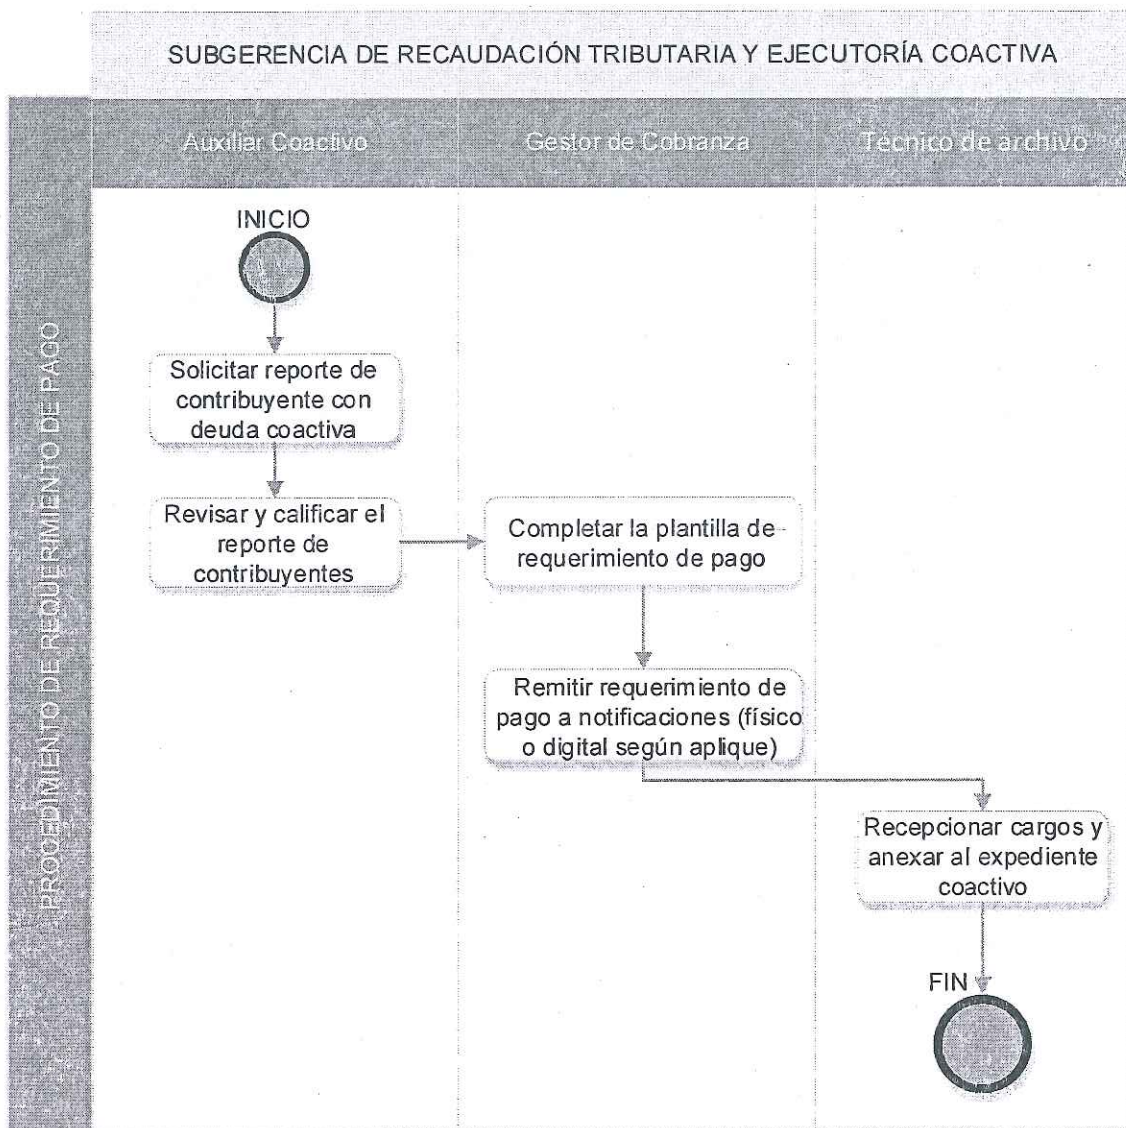 SUBGERENCIA DE RECAUDACIÓN TRIBUTARIA Y EJECUTORÍA COACTIVA
Auxiliar Coactivo
Gestor de Cobranza
Técnico de archivo
PROCEDIMIENTO DE REQUERIMIENTO DE PAGO
INICIO
Solicitar reporte de
contribuyente con
deuda coactiva
Revisar y calificar el
reporte de
contribuyentes
Completar la plantilla de
requerimiento de pago
Remitir requerimiento de
pago a notificaciones (físico
o digital según aplique)
Recepcionar cargos y
anexar al expediente
coactivo
FIN